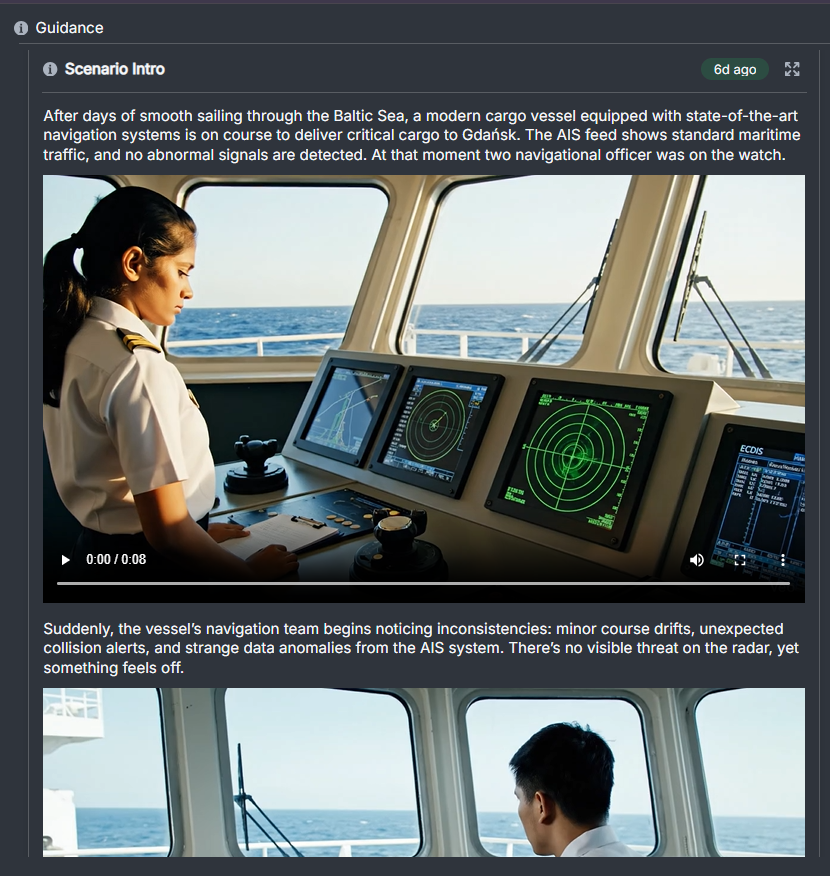 Guidance
Scenario Intro
6d ago
After days of smooth sailing through the Baltic Sea, a modern cargo vessel equipped with state-of-the-art
navigation systems is on course to deliver critical cargo to Gdańsk. The AIS feed shows standard maritime
traffic, and no abnormal signals are detected. At that moment two navigational officer was on the watch.
ECDIS
0:00 / 0:08
Suddenly, the vessel's navigation team begins noticing inconsistencies: minor course drifts, unexpected
collision alerts, and strange data anomalies from the AIS system. There's no visible threat on the radar, yet
something feels off.